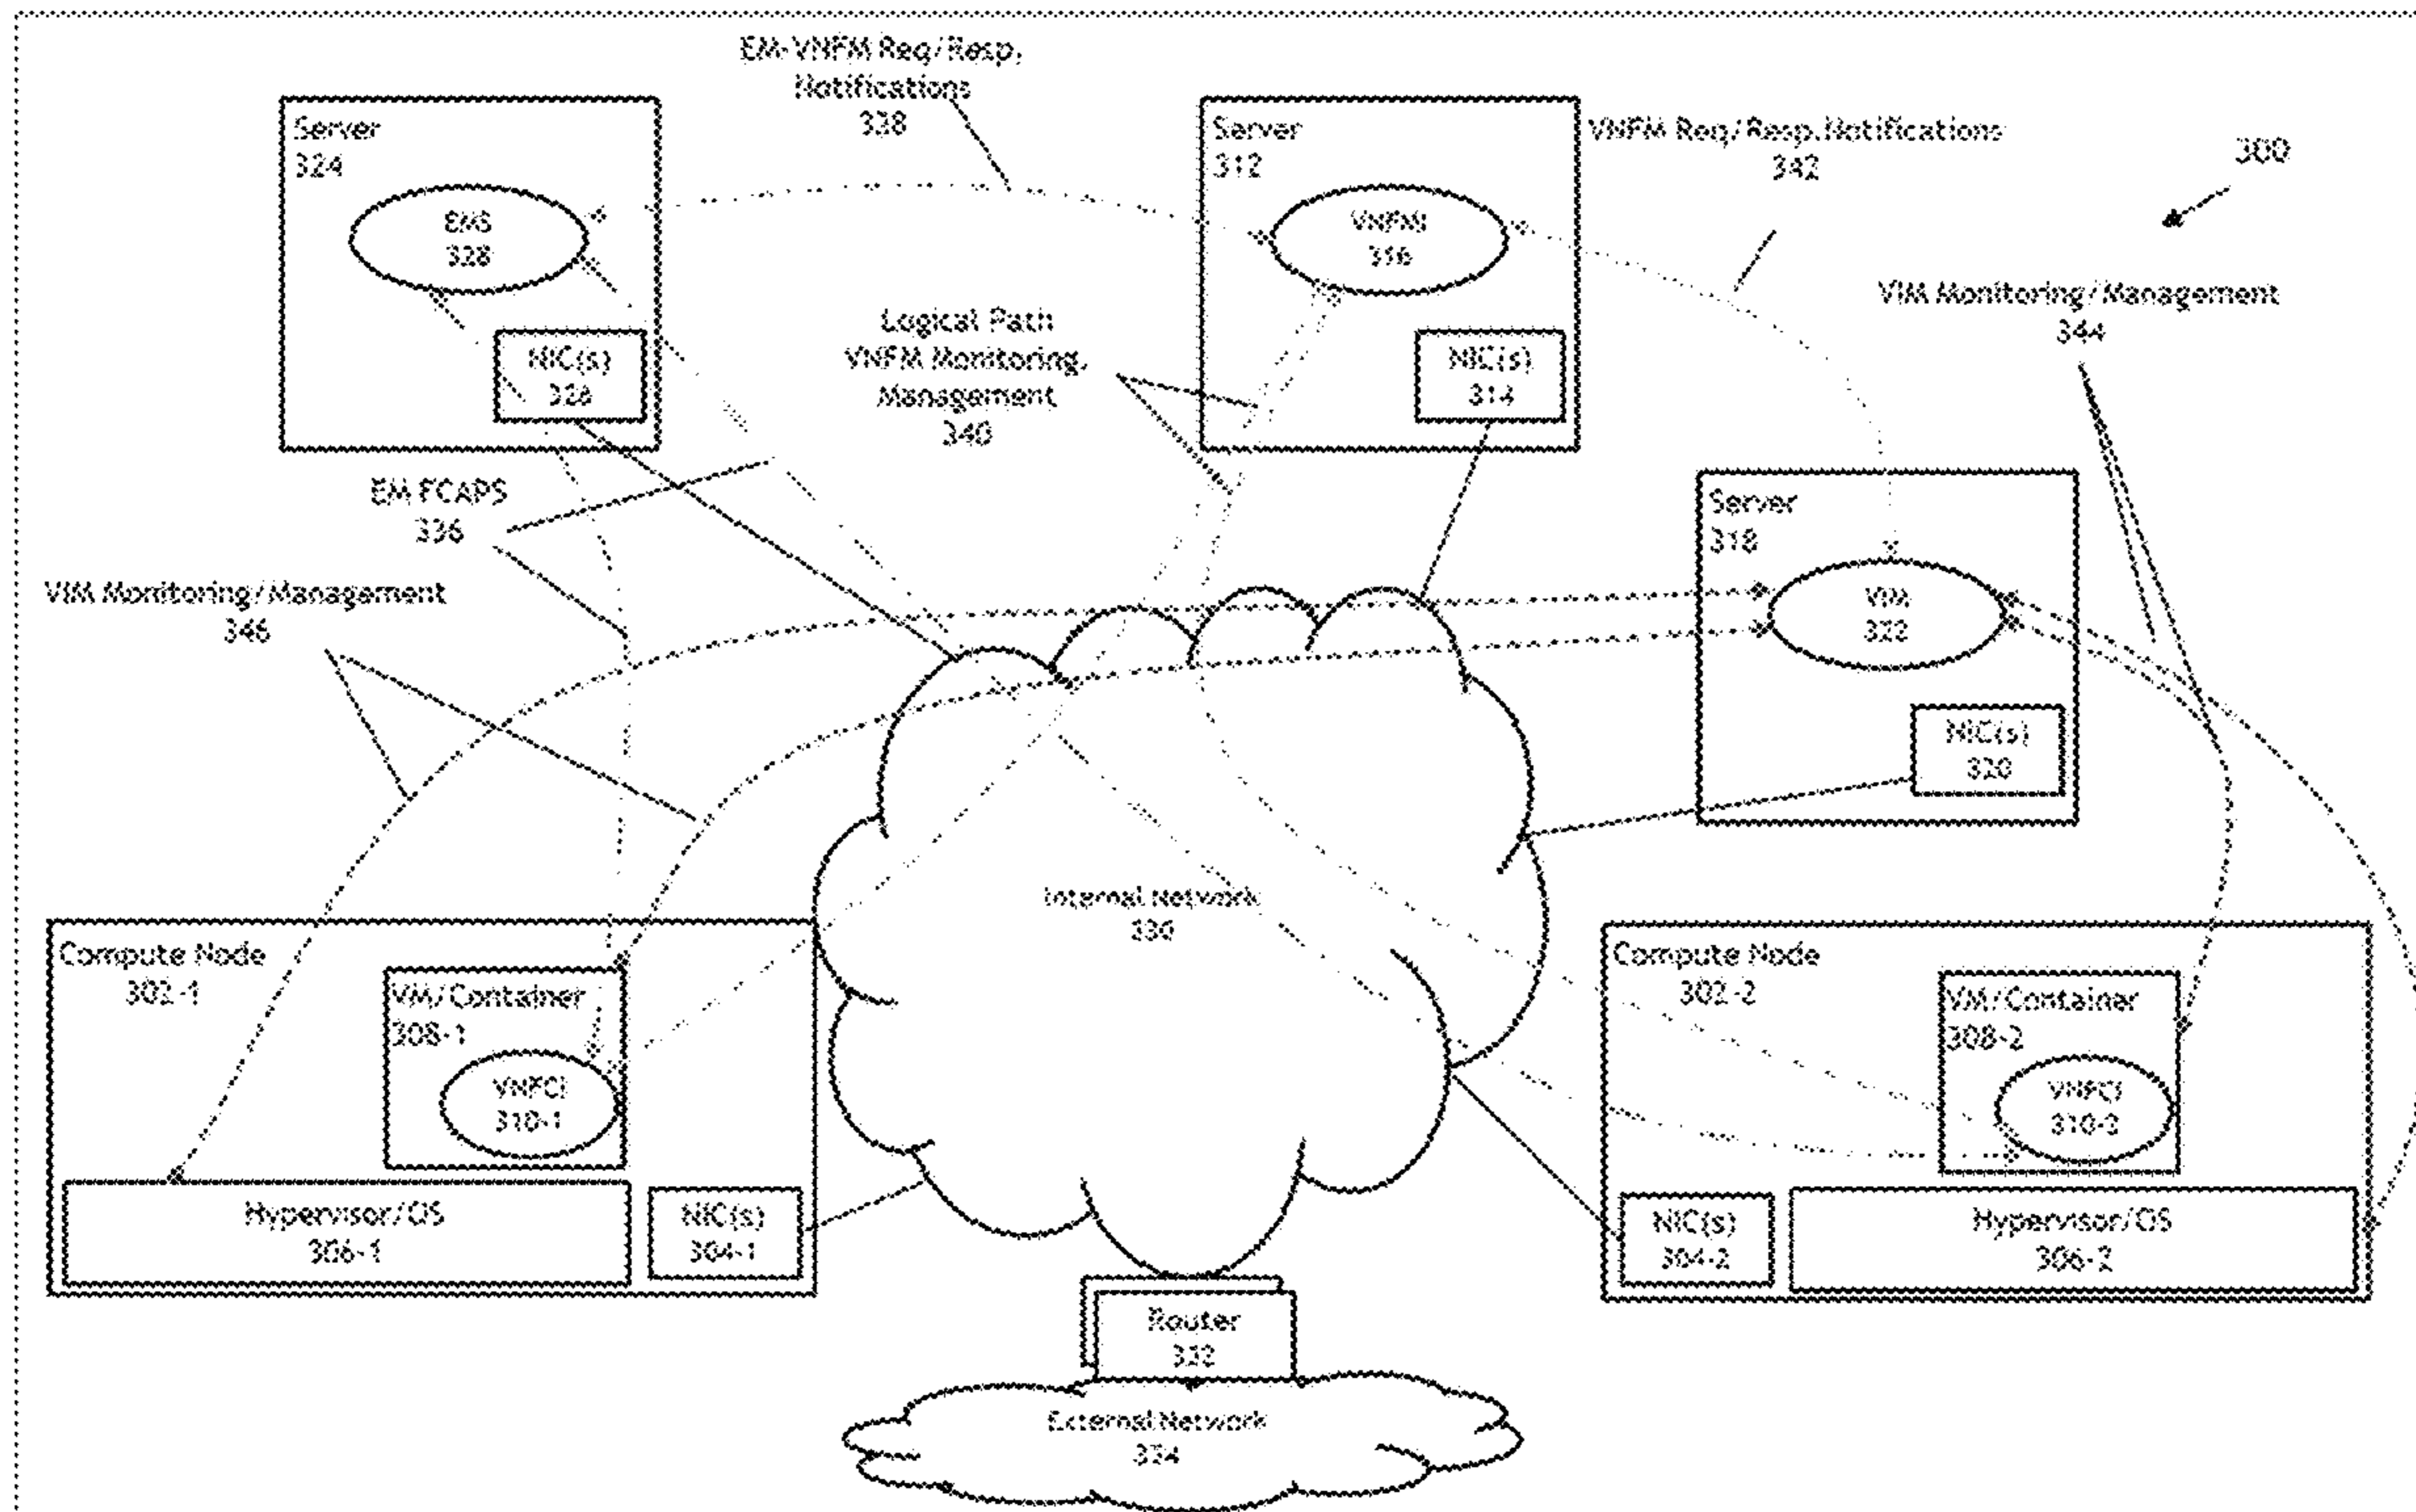 EM-VNFM Req/Resp,
Notifications
338
Server
324
EMS
328
NIC(s)
326
Server
312
VNFMJ
316
NIC(s)
314
VNFM Req/Resp.Notifications
342
300
VIM Monitoring/Management
344
Logical Path
VNFM Monitoring,
Management
340
EM FCAPS
336
VIM Monitoring/Management
346
Server
318
VIM
322
NIC(s)
320
Internal Network
330
Compute Node
302-1
VM/Container
308-1
VNFCI
310-1
Hypervisor/OS
306-1
NIC(s)
304-1
Compute Node
302-2
VM/Container
308-2
VNFCI
310-2
NIC(s)
304-2
Hypervisor/OS
306-2
Router
332
External Network
334